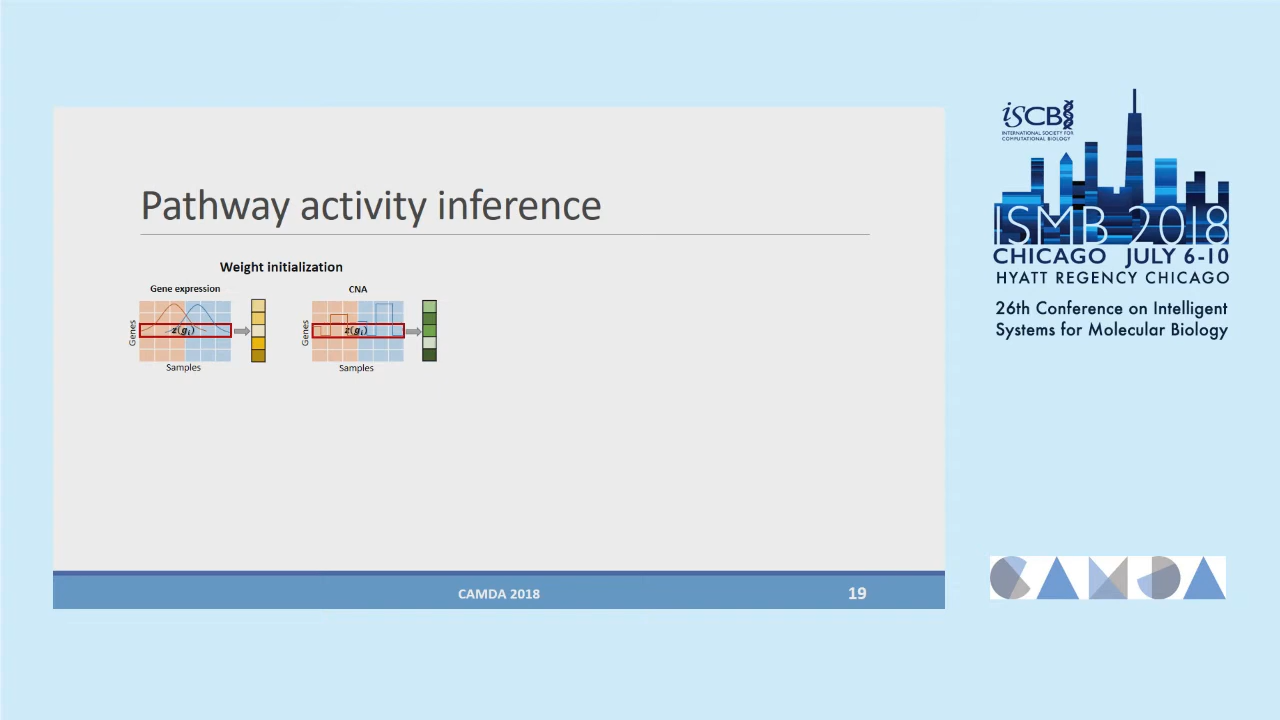 Pathway activity inference
Weight initialization
Gene expression
CNA
Genes
z(gᵢ)
Samples
Genes
z(gᵢ)
Samples
CAMDA 2018
19
iSCB
INTERNATIONAL SOCIETY FOR
COMPUTATIONAL BIOLOGY
ISMB 2018
CHICAGO JULY 6-10
HYATT REGENCY CHICAGO
26th Conference on Intelligent
Systems for Molecular Biology
CAMDA